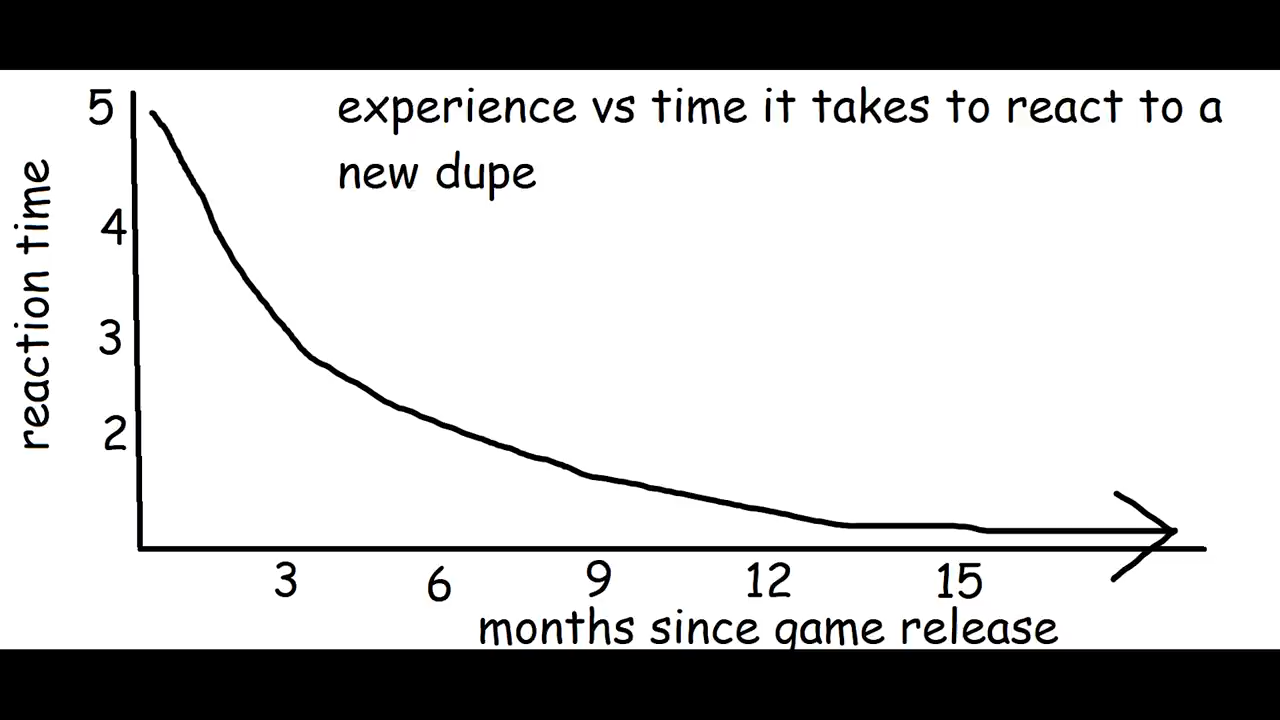 experience vs time it takes to react to a
new dupe
reaction time
5
4
3
2
3 6 9 12 15
months since game release